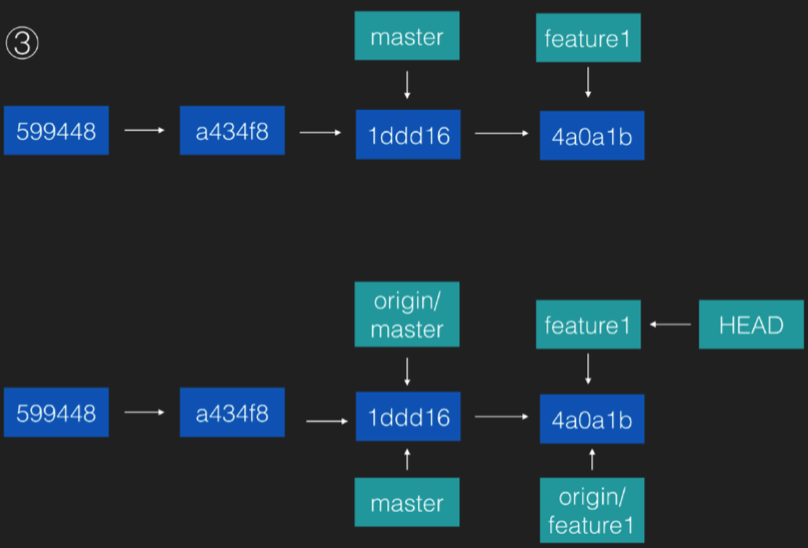 ③
master
feature1
599448
a434f8
1ddd16
4a0a1b
origin/
master
feature1
HEAD
599448
a434f8
1ddd16
4a0a1b
master
origin/
feature1